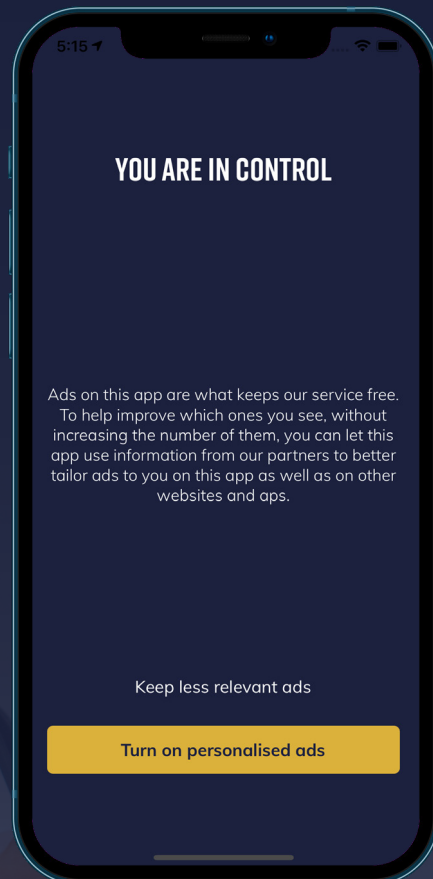 5:15
YOU ARE IN CONTROL
Ads on this app are what keeps our service free.
To help improve which ones you see, without
increasing the number of them, you can let this
app use information from our partners to better
tailor ads to you on this app as well as on other
websites and aps.
Keep less relevant ads
Turn on personalised ads